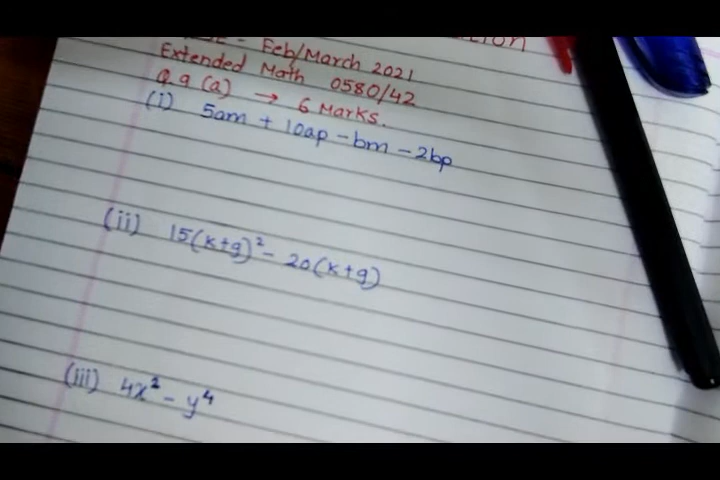 Feb/March 2021
Extended Math 0580/42
Q 9 (a) → 6 Marks.
(i) 5am + 10ap - bm - 2bp
(ii) 15(k+g)² - 20(k+g)
(iii) 4x² - y⁴